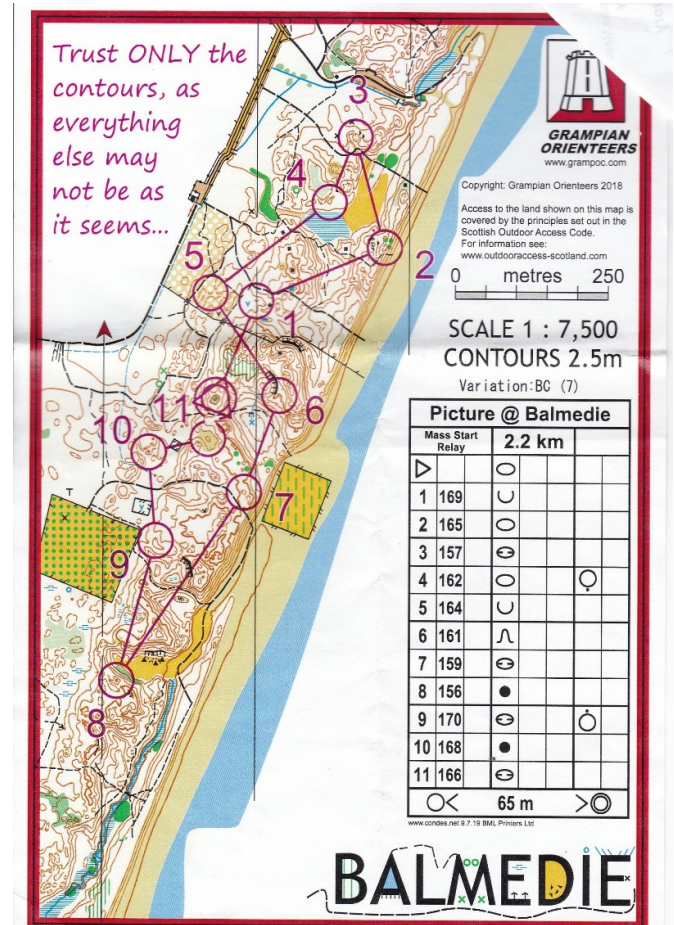 Trust ONLY the
contours, as
everything
else may
not be as
it seems...
GRAMPIAN
ORIENTEERS
www.grampoc.com
Copyright: Grampian Orienteers 2018
Access to the land shown on this map is
covered by the principles set out in the
Scottish Outdoor Access Code.
For information see:
www.outdooraccess-scotland.com
0 metres 250
SCALE 1 : 7,500
CONTOURS 2.5m
Variation:BC (7)
Picture @ Balmedie
Mass Start
Relay
2.2 km
1 169
2 165
3 157
4 162
5 164
6 161
7 159
8 156
9 170
10 168
11 166
65 m
www.condes.net 9.7.19 BML Printers Ltd
BALMEDIE
3
4
2
5
1
11
6
10
7
9
8
T